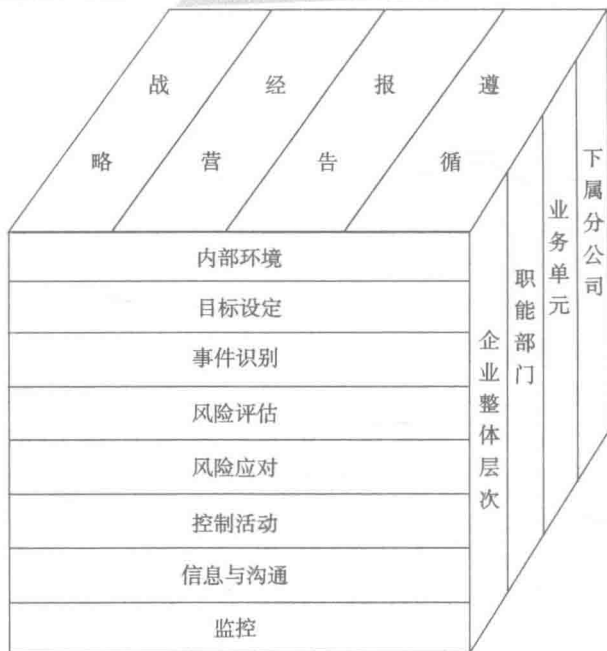 战略
经营
报告
遵循
内部环境
目标设定
事件识别
风险评估
风险应对
控制活动
信息与沟通
监控
企业整体层次
职能部门
业务单元
下属分公司